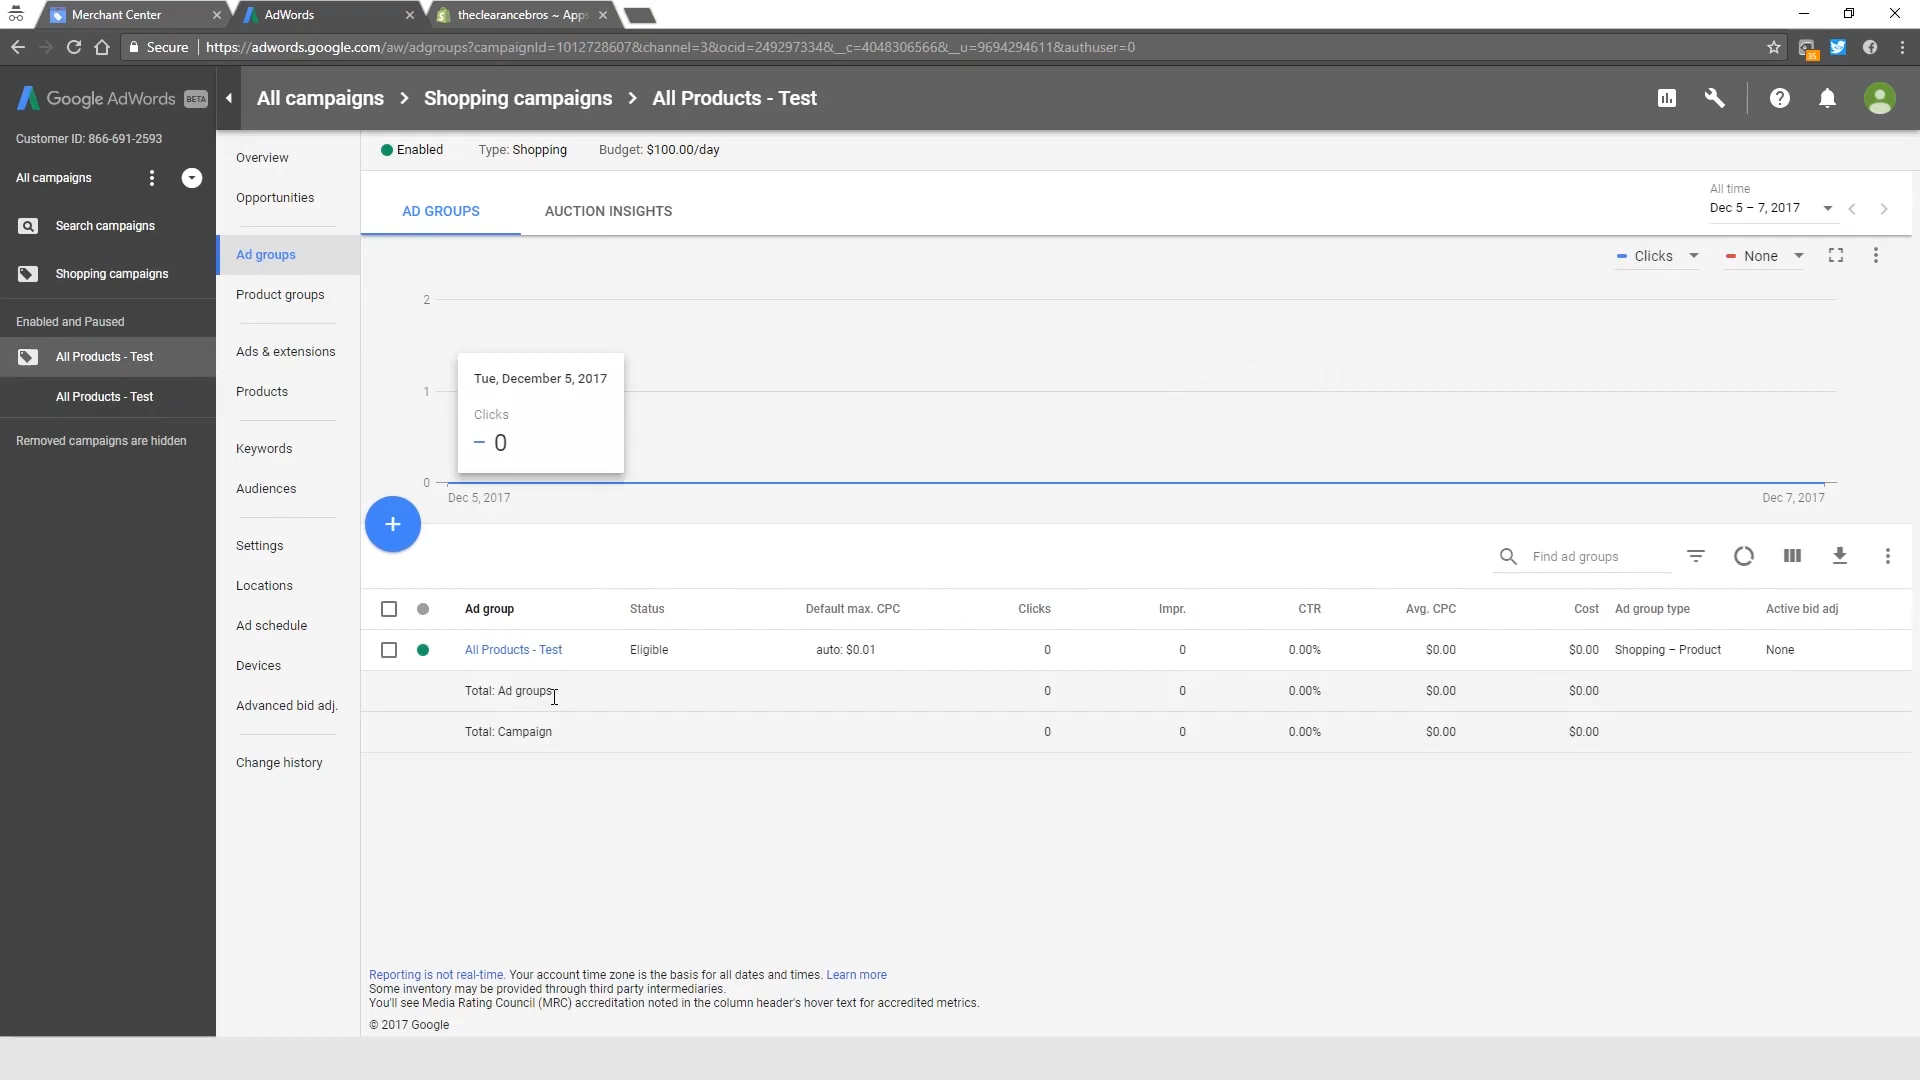 Merchant Center
AdWords
theclearancebros ~ Apps
Secure
https://adwords.google.com/aw/adgroups?campaignId=1012728607&channel=3&ocid=249297334&__c=4048306566&__u=9694294611&authuser=0
35
Google AdWords BETA
All campaigns > Shopping campaigns > All Products - Test
Customer ID: 866-691-2593
All campaigns
Search campaigns
Shopping campaigns
Enabled and Paused
All Products - Test
All Products - Test
Removed campaigns are hidden
Overview
Opportunities
Ad groups
Product groups
Ads & extensions
Products
Keywords
Audiences
Settings
Locations
Ad schedule
Devices
Advanced bid adj.
Change history
Enabled Type: Shopping Budget: $100.00/day
AD GROUPS AUCTION INSIGHTS
All time
Dec 5 – 7, 2017
Clicks None
2
1
0
Tue, December 5, 2017
Clicks
0
Dec 5, 2017 Dec 7, 2017
Find ad groups
Ad group Status Default max. CPC Clicks Impr. CTR Avg. CPC Cost Ad group type Active bid adj
All Products - Test Eligible auto: $0.01 0 0 0.00% $0.00 $0.00 Shopping – Product None
Total: Ad groups 0 0 0.00% $0.00 $0.00
Total: Campaign 0 0 0.00% $0.00 $0.00
Reporting is not real-time. Your account time zone is the basis for all dates and times. Learn more
Some inventory may be provided through third party intermediaries.
You'll see Media Rating Council (MRC) accreditation noted in the column header's hover text for accredited metrics.
© 2017 Google